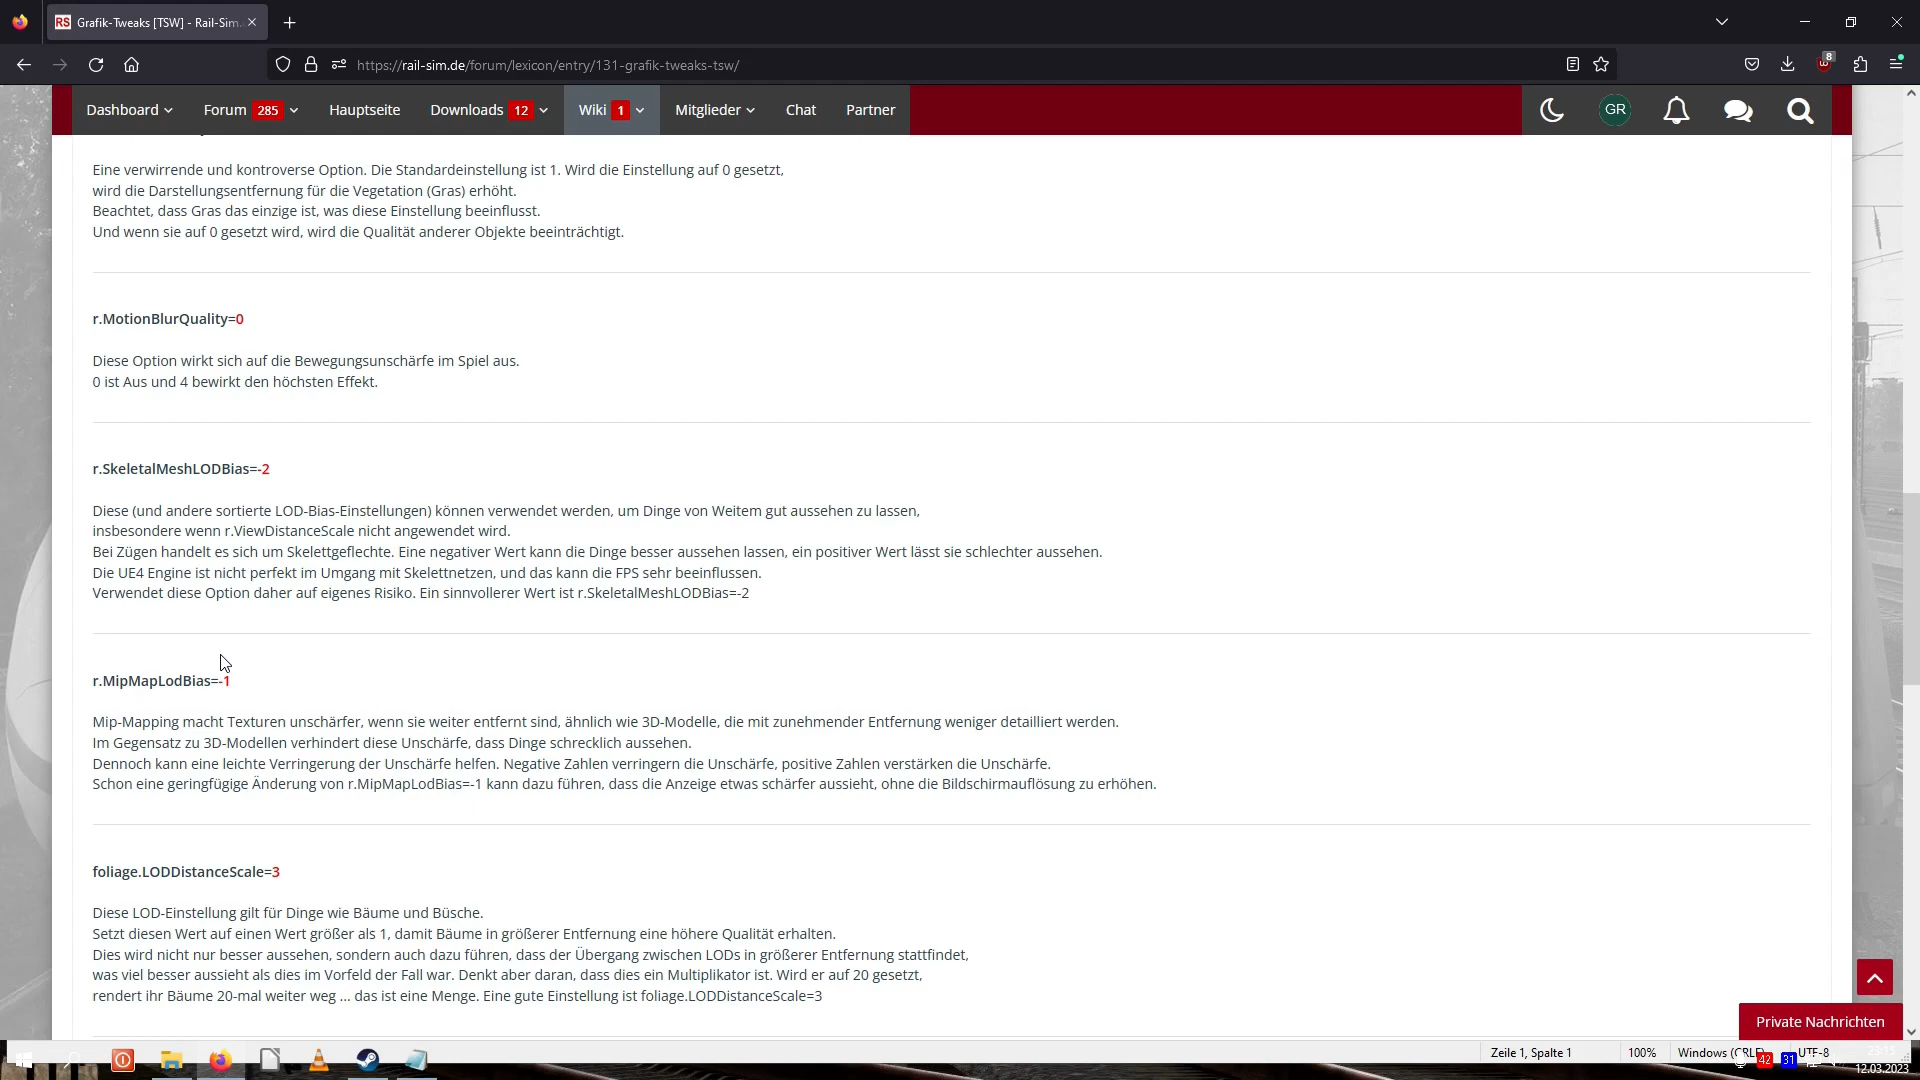 RS Grafik-Tweaks [TSW] - Rail-Sim
https://rail-sim.de/forum/lexicon/entry/131-grafik-tweaks-tsw/
8
Dashboard Forum 285 Hauptseite Downloads 12 Wiki 1 Mitglieder Chat Partner GR
Eine verwirrende und kontroverse Option. Die Standardeinstellung ist 1. Wird die Einstellung auf 0 gesetzt,
wird die Darstellungsentfernung für die Vegetation (Gras) erhöht.
Beachtet, dass Gras das einzige ist, was diese Einstellung beeinflusst.
Und wenn sie auf 0 gesetzt wird, wird die Qualität anderer Objekte beeinträchtigt.
r.MotionBlurQuality=0
Diese Option wirkt sich auf die Bewegungsunschärfe im Spiel aus.
0 ist Aus und 4 bewirkt den höchsten Effekt.
r.SkeletalMeshLODBias=-2
Diese (und andere sortierte LOD-Bias-Einstellungen) können verwendet werden, um Dinge von Weitem gut aussehen zu lassen,
insbesondere wenn r.ViewDistanceScale nicht angewendet wird.
Bei Zügen handelt es sich um Skelettgeflechte. Eine negativer Wert kann die Dinge besser aussehen lassen, ein positiver Wert lässt sie schlechter aussehen.
Die UE4 Engine ist nicht perfekt im Umgang mit Skelettnetzen, und das kann die FPS sehr beeinflussen.
Verwendet diese Option daher auf eigenes Risiko. Ein sinnvollerer Wert ist r.SkeletalMeshLODBias=-2
r.MipMapLodBias=-1
Mip-Mapping macht Texturen unschärfer, wenn sie weiter entfernt sind, ähnlich wie 3D-Modelle, die mit zunehmender Entfernung weniger detailliert werden.
Im Gegensatz zu 3D-Modellen verhindert diese Unschärfe, dass Dinge schrecklich aussehen.
Dennoch kann eine leichte Verringerung der Unschärfe helfen. Negative Zahlen verringern die Unschärfe, positive Zahlen verstärken die Unschärfe.
Schon eine geringfügige Änderung von r.MipMapLodBias=-1 kann dazu führen, dass die Anzeige etwas schärfer aussieht, ohne die Bildschirmauflösung zu erhöhen.
foliage.LODDistanceScale=3
Diese LOD-Einstellung gilt für Dinge wie Bäume und Büsche.
Setzt diesen Wert auf einen Wert größer als 1, damit Bäume in größerer Entfernung eine höhere Qualität erhalten.
Dies wird nicht nur besser aussehen, sondern auch dazu führen, dass der Übergang zwischen LODs in größerer Entfernung stattfindet,
was viel besser aussieht als dies im Vorfeld der Fall war. Denkt aber daran, dass dies ein Multiplikator ist. Wird er auf 20 gesetzt,
rendert ihr Bäume 20-mal weiter weg ... das ist eine Menge. Eine gute Einstellung ist foliage.LODDistanceScale=3
Private Nachrichten
Zeile 1, Spalte 1 100% Windows (CRLF) UTF-8
42 31
12.03.2023